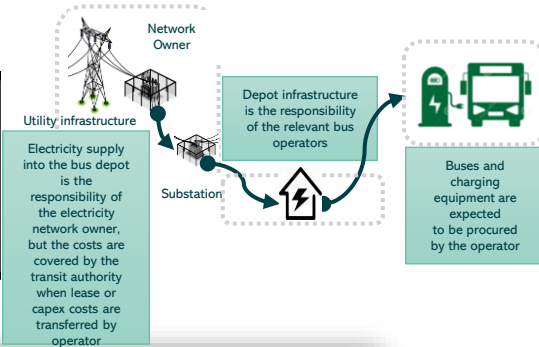 Network
Owner
Utility infrastructure
Electricity supply
into the bus depot
is the
responsibility of
the electricity
network owner,
but the costs are
covered by the
transit authority
when lease or
capex costs are
transferred by
operator
Substation
Depot infrastructure
is the responsibility
of the relevant bus
operators
Buses and
charging
equipment are
expected
to be procured
by the operator